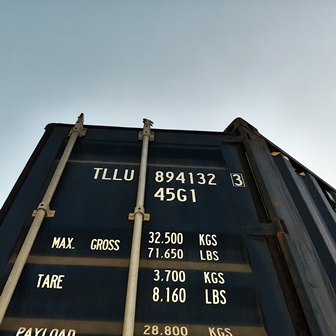 TLLU 894132 3
45G1
MAX. GROSS 32.500 KGS
71.650 LBS
TARE 3.700 KGS
8.160 LBS
PAYLOAD 28.800 KGS